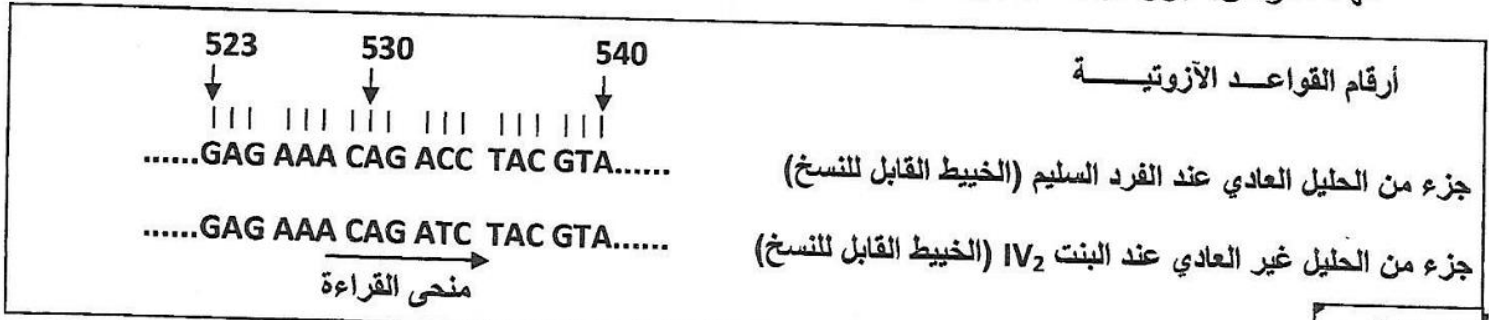 523 530 540
أرقام القواعـــد الآزوتيـــــــة
......GAG AAA CAG ACC TAC GTA......
جزء من الحليل العادي عند الفرد السليم (الخييط القابل للنسخ)
......GAG AAA CAG ATC TAC GTA......
جزء من الحليل غير العادي عند البنت IV₂ (الخييط القابل للنسخ)
منحى القراءة